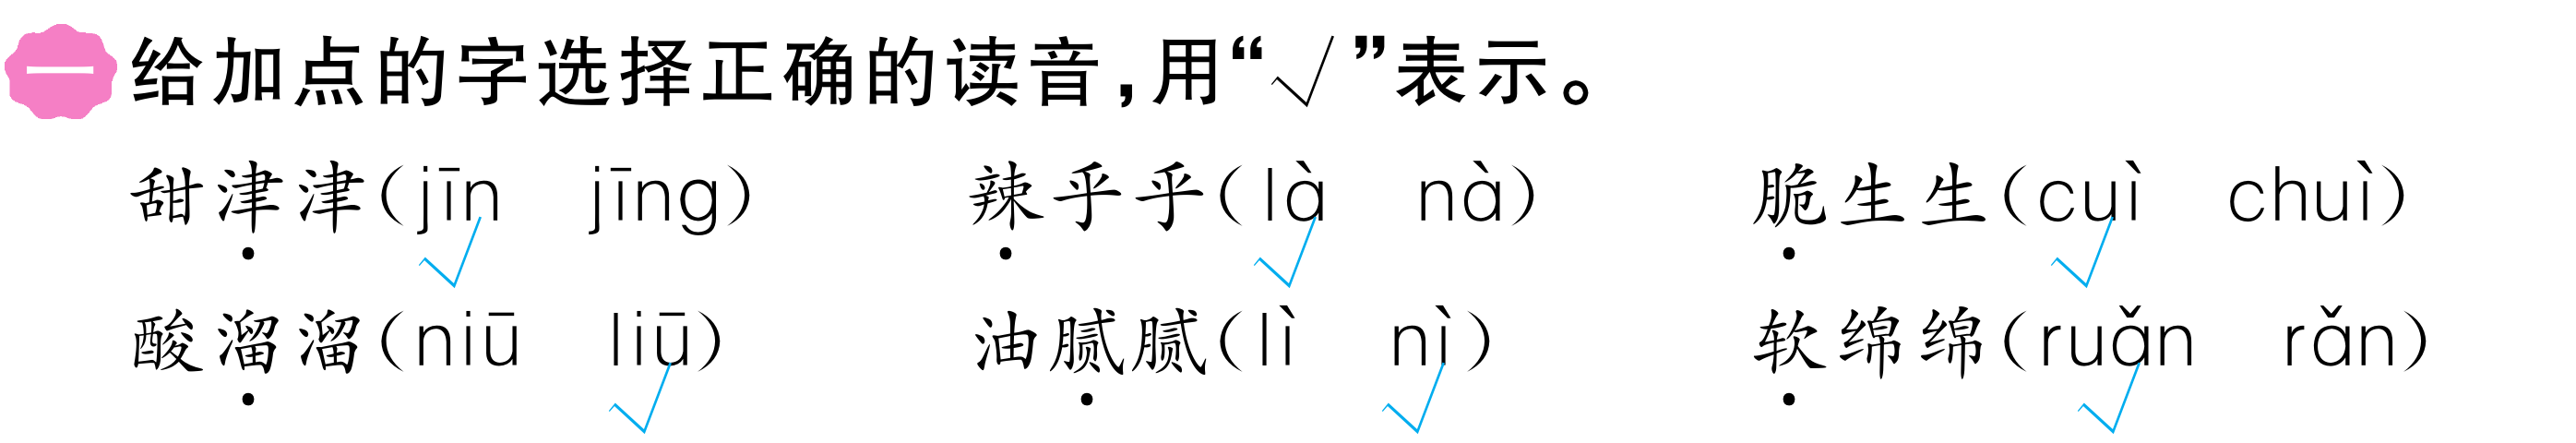 一 给加点的字选择正确的读音,用“√”表示。
甜津津(jīn jīng) 辣乎乎(là nà) 脆生生(cuì chuì)
√ √ √
酸溜溜(niū liū) 油腻腻(lì nì) 软绵绵(ruǎn rǎn)
√ √ √